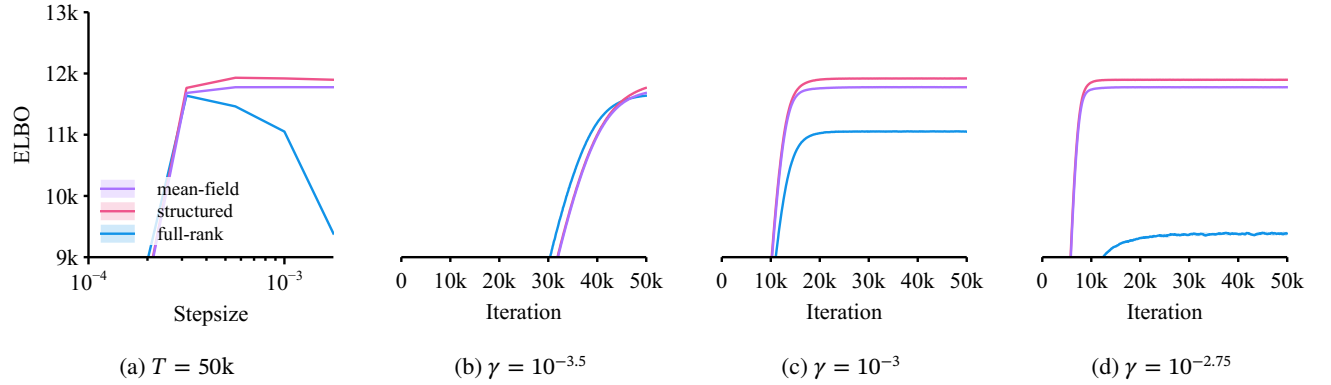 13k
12k
11k
10k
9k
ELBO
mean-field
structured
full-rank
10⁻⁴ 10⁻³
Stepsize
0 10k 20k 30k 40k 50k
Iteration
0 10k 20k 30k 40k 50k
Iteration
0 10k 20k 30k 40k 50k
Iteration
(a) T = 50k
(b) γ = 10⁻³·⁵
(c) γ = 10⁻³
(d) γ = 10⁻²·⁷⁵